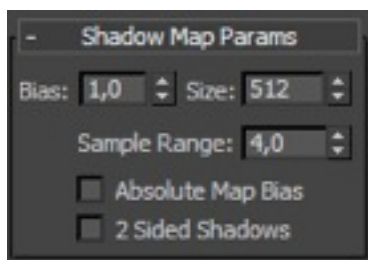 - Shadow Map Params
Bias: 1,0 Size: 512
Sample Range: 4,0
Absolute Map Bias
2 Sided Shadows